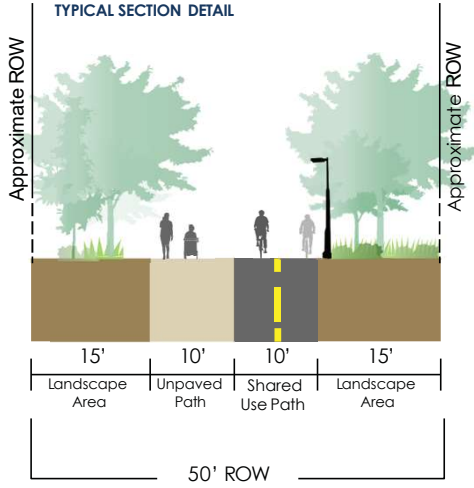 TYPICAL SECTION DETAIL
Approximate ROW
Approximate ROW
15' 10' 10' 15'
Landscape Area
Unpaved Path
Shared Use Path
Landscape Area
50' ROW